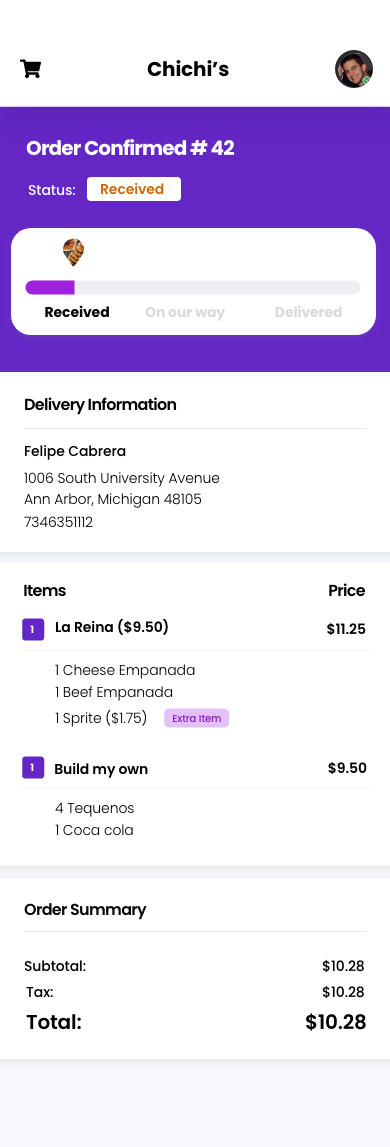 Chichi's
Order Confirmed # 42
Status: Received
Received On our way Delivered
Delivery Information
Felipe Cabrera
1006 South University Avenue
Ann Arbor, Michigan 48105
7346351112
Items Price
1 La Reina ($9.50) $11.25
1 Cheese Empanada
1 Beef Empanada
1 Sprite ($1.75) Extra Item
1 Build my own $9.50
4 Tequenos
1 Coca cola
Order Summary
Subtotal: $10.28
Tax: $10.28
Total: $10.28